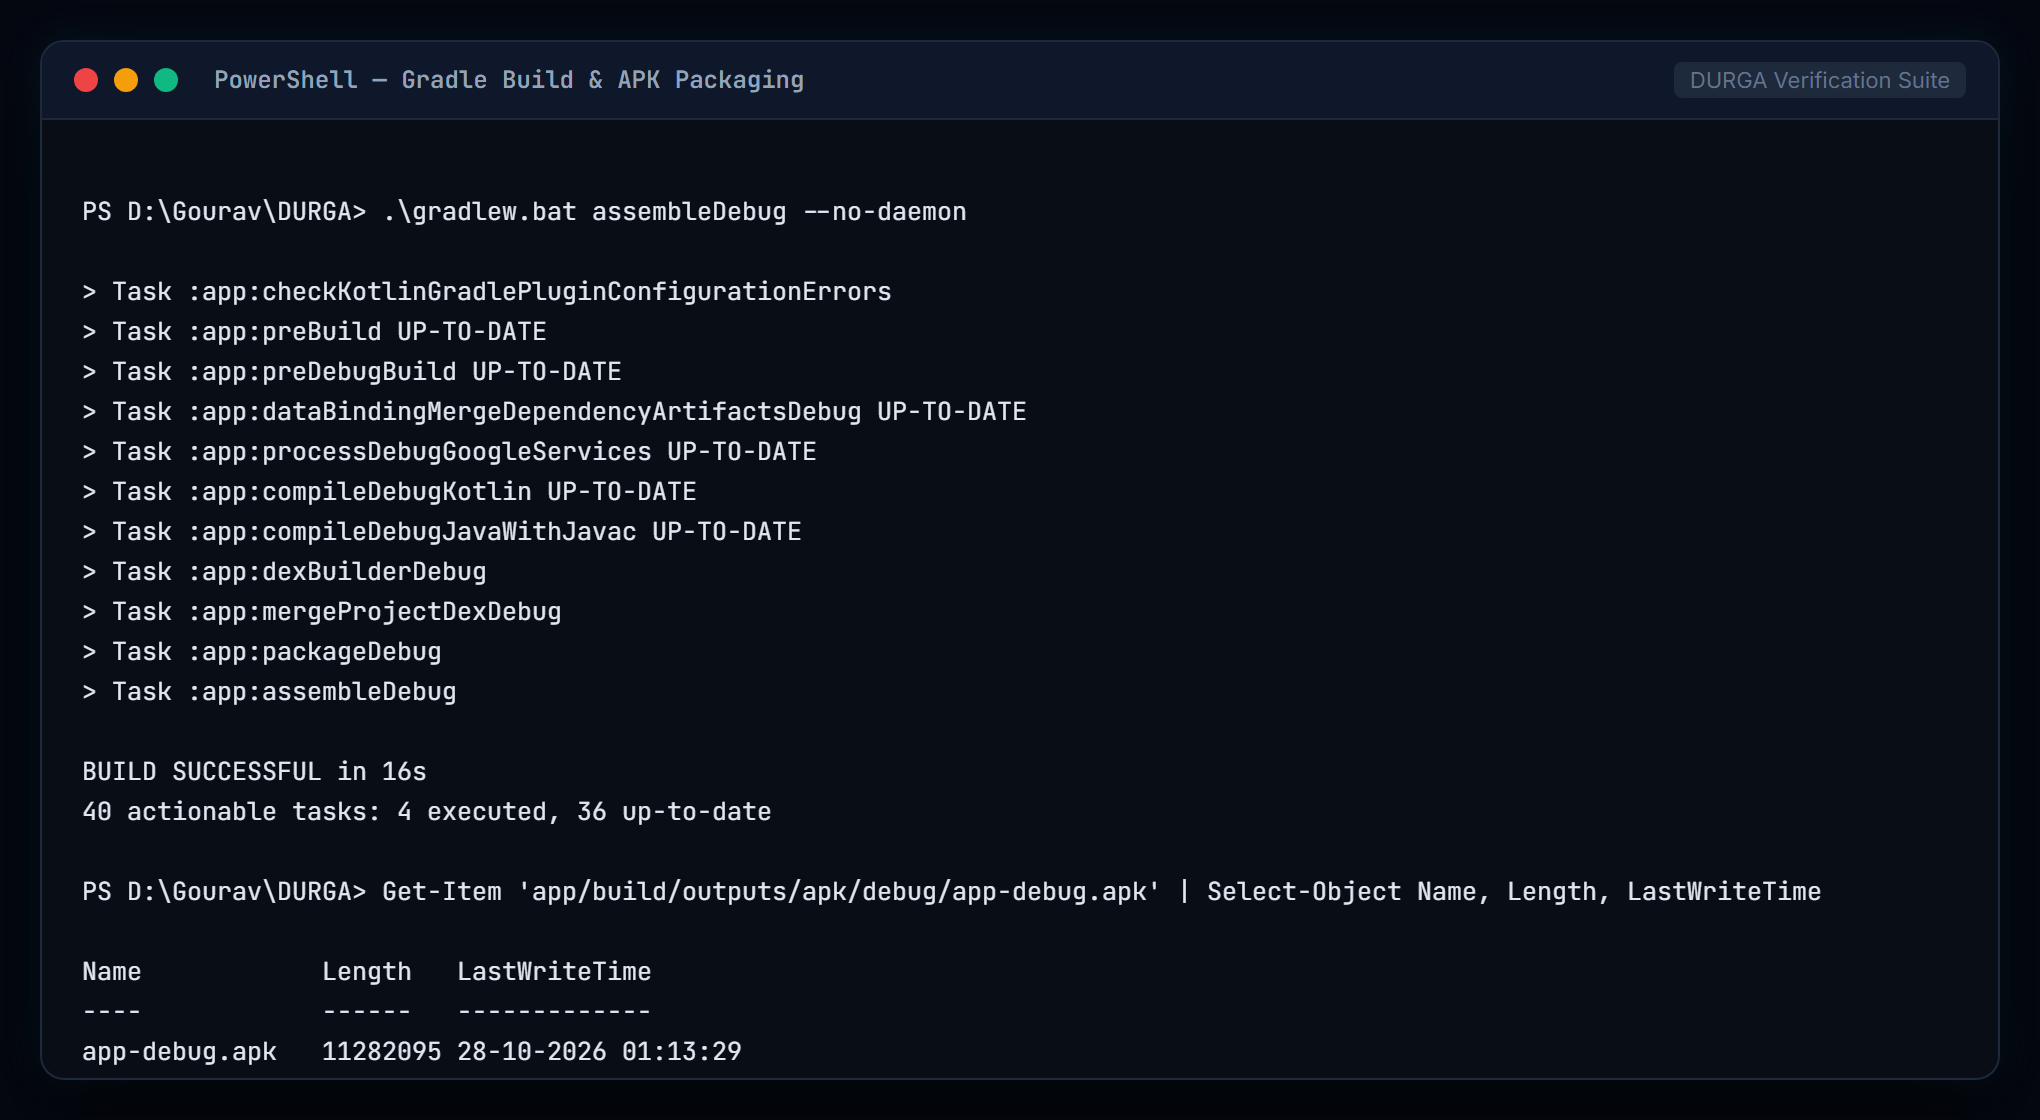 PowerShell — Gradle Build & APK Packaging
DURGA Verification Suite
PS D:\Gourav\DURGA> .\gradlew.bat assembleDebug --no-daemon
> Task :app:checkKotlinGradlePluginConfigurationErrors
> Task :app:preBuild UP-TO-DATE
> Task :app:preDebugBuild UP-TO-DATE
> Task :app:dataBindingMergeDependencyArtifactsDebug UP-TO-DATE
> Task :app:processDebugGoogleServices UP-TO-DATE
> Task :app:compileDebugKotlin UP-TO-DATE
> Task :app:compileDebugJavaWithJavac UP-TO-DATE
> Task :app:dexBuilderDebug
> Task :app:mergeProjectDexDebug
> Task :app:packageDebug
> Task :app:assembleDebug
BUILD SUCCESSFUL in 16s
40 actionable tasks: 4 executed, 36 up-to-date
PS D:\Gourav\DURGA> Get-Item 'app/build/outputs/apk/debug/app-debug.apk' | Select-Object Name, Length, LastWriteTime
Name            Length   LastWriteTime
----            ------   -------------
app-debug.apk   11282095 28-10-2026 01:13:29